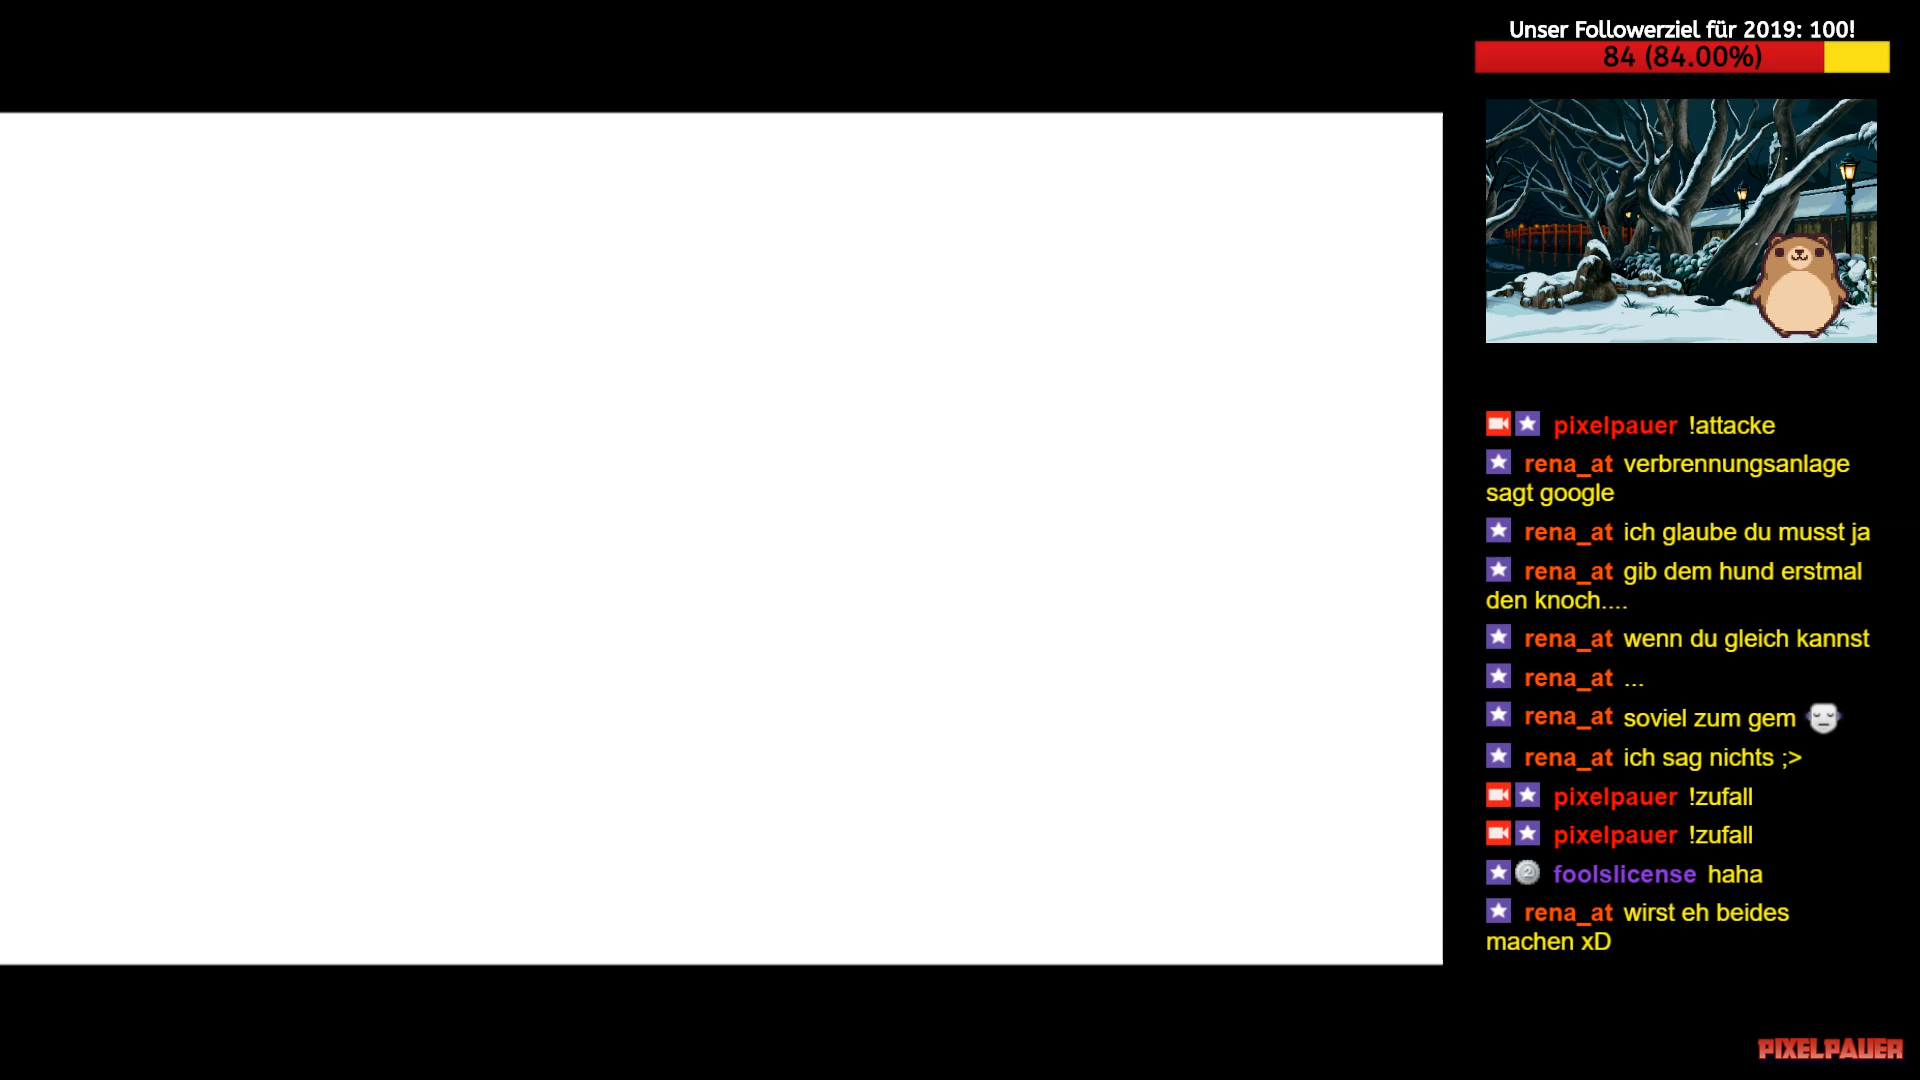 Unser Followerziel für 2019: 100!
84 (84.00%)
pixelpauer !attacke
rena_at verbrennungsanlage
sagt google
rena_at ich glaube du musst ja
rena_at gib dem hund erstmal
den knoch....
rena_at wenn du gleich kannst
rena_at ...
rena_at soviel zum gem
rena_at ich sag nichts ;>
pixelpauer !zufall
pixelpauer !zufall
2 foolslicense haha
rena_at wirst eh beides
machen xD
PIXELPAUER